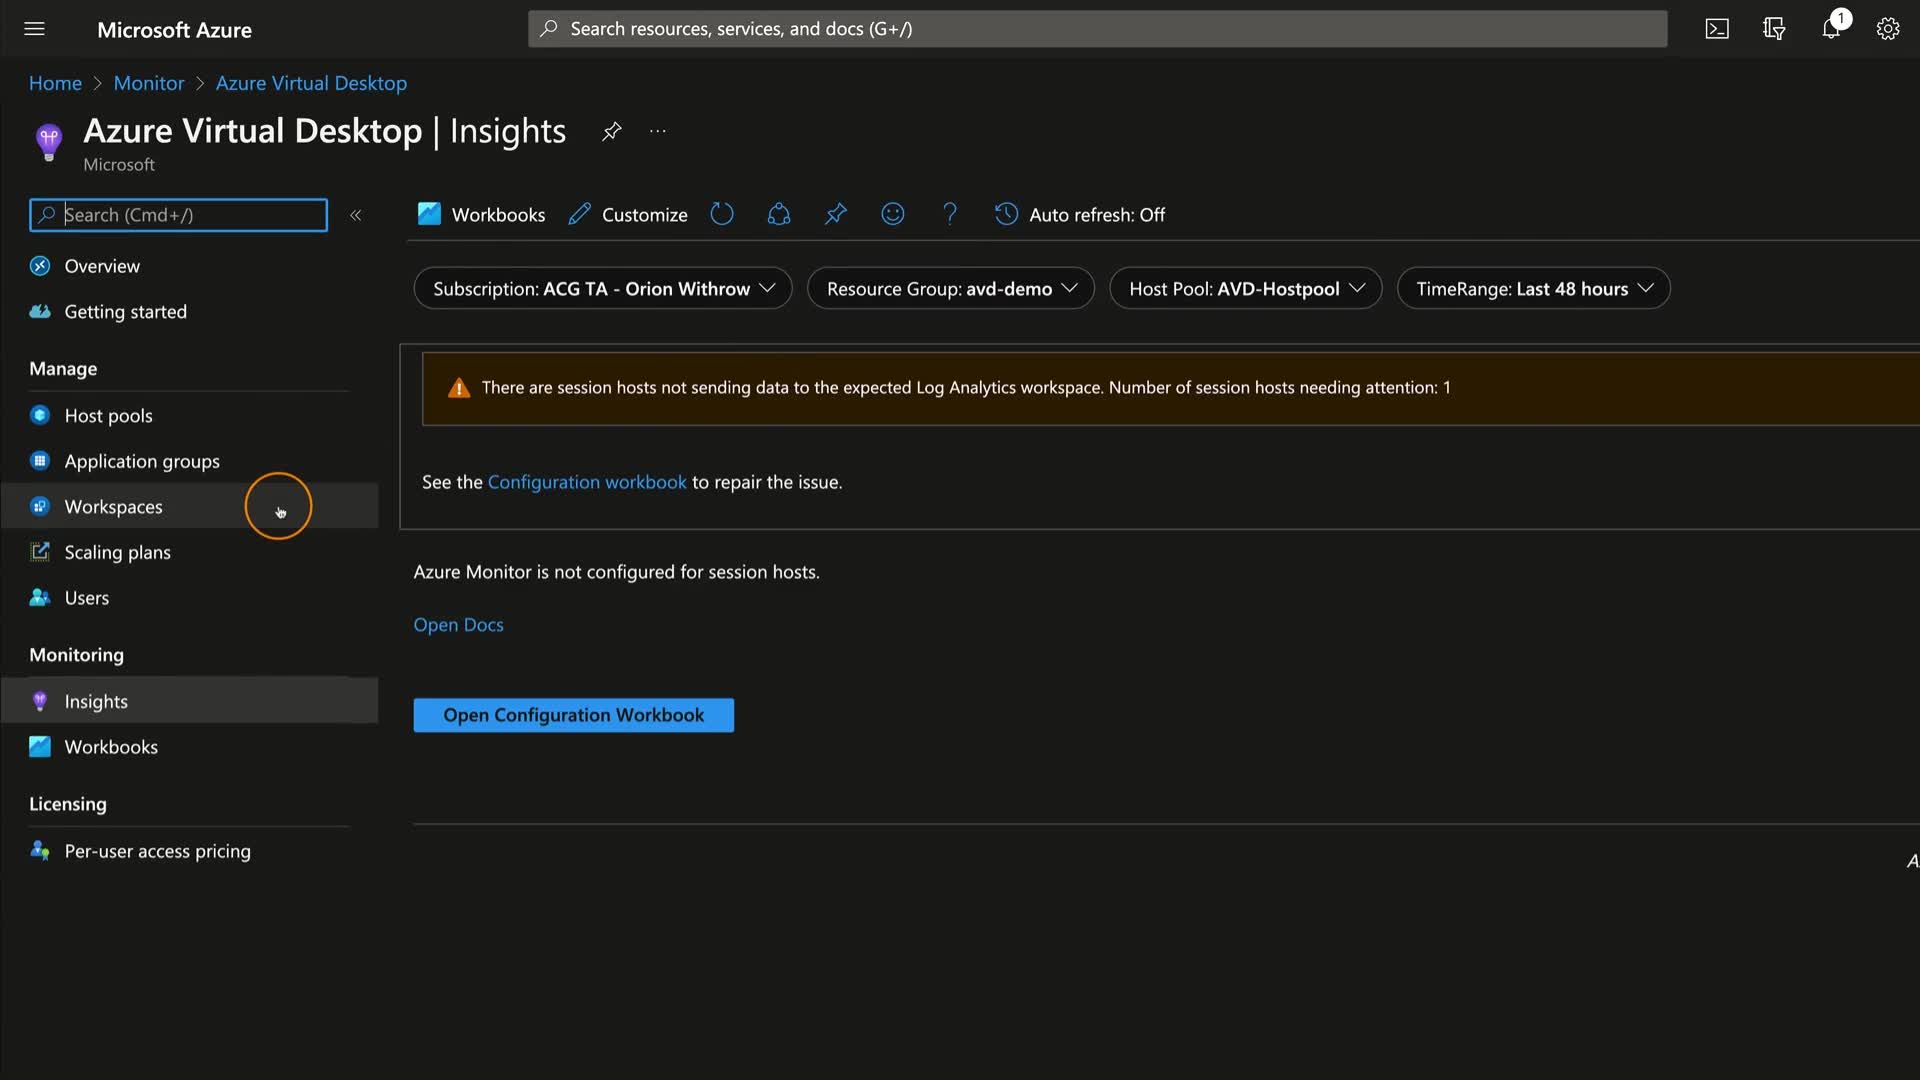 Microsoft Azure
Search resources, services, and docs (G+/)
1
Home > Monitor > Azure Virtual Desktop
Azure Virtual Desktop | Insights
Microsoft
Search (Cmd+/)
Workbooks
Customize
Auto refresh: Off
Overview
Getting started
Subscription: ACG TA - Orion Withrow
Resource Group: avd-demo
Host Pool: AVD-Hostpool
TimeRange: Last 48 hours
Manage
Host pools
Application groups
Workspaces
Scaling plans
Users
There are session hosts not sending data to the expected Log Analytics workspace. Number of session hosts needing attention: 1
See the Configuration workbook to repair the issue.
Azure Monitor is not configured for session hosts.
Open Docs
Monitoring
Insights
Workbooks
Open Configuration Workbook
Licensing
Per-user access pricing